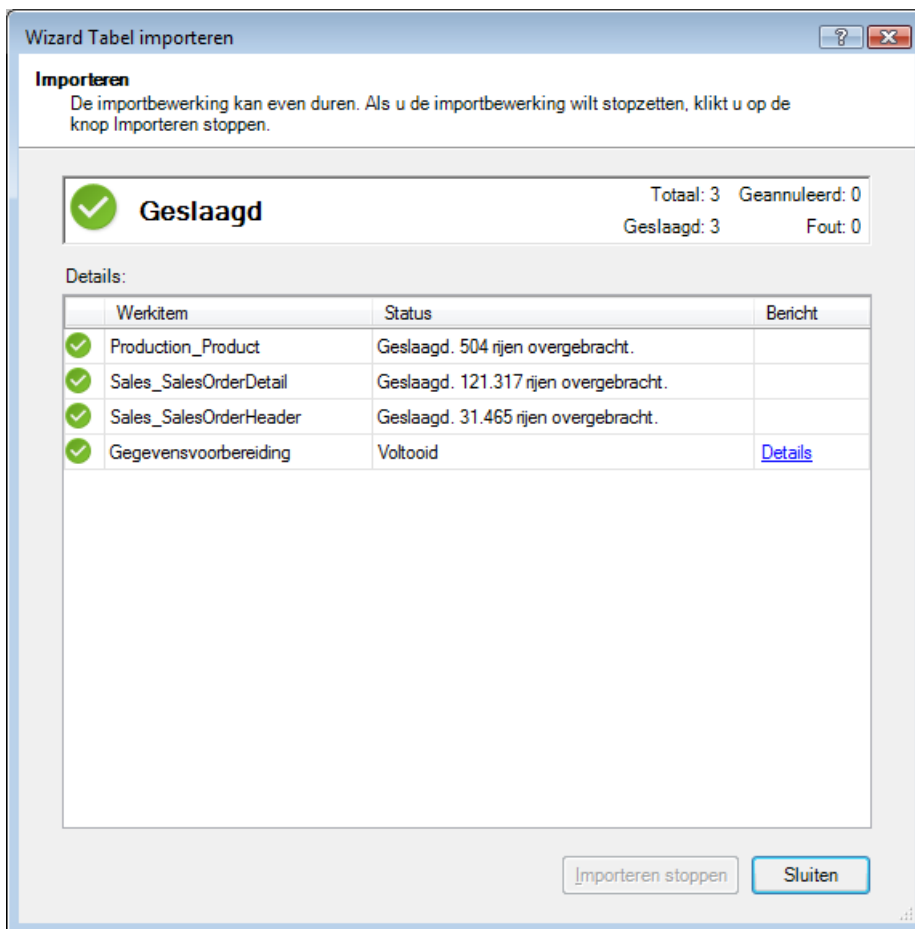 Wizard Tabel importeren
Importeren
De importbewerking kan even duren. Als u de importbewerking wilt stopzetten, klikt u op de
knop Importeren stoppen.
Geslaagd
Totaal: 3 Geannuleerd: 0
Geslaagd: 3 Fout: 0
Details:
Werkitem Status Bericht
Production_Product Geslaagd. 504 rijen overgebracht.
Sales_SalesOrderDetail Geslaagd. 121.317 rijen overgebracht.
Sales_SalesOrderHeader Geslaagd. 31.465 rijen overgebracht.
Gegevensvoorbereiding Voltooid Details
Importeren stoppen Sluiten